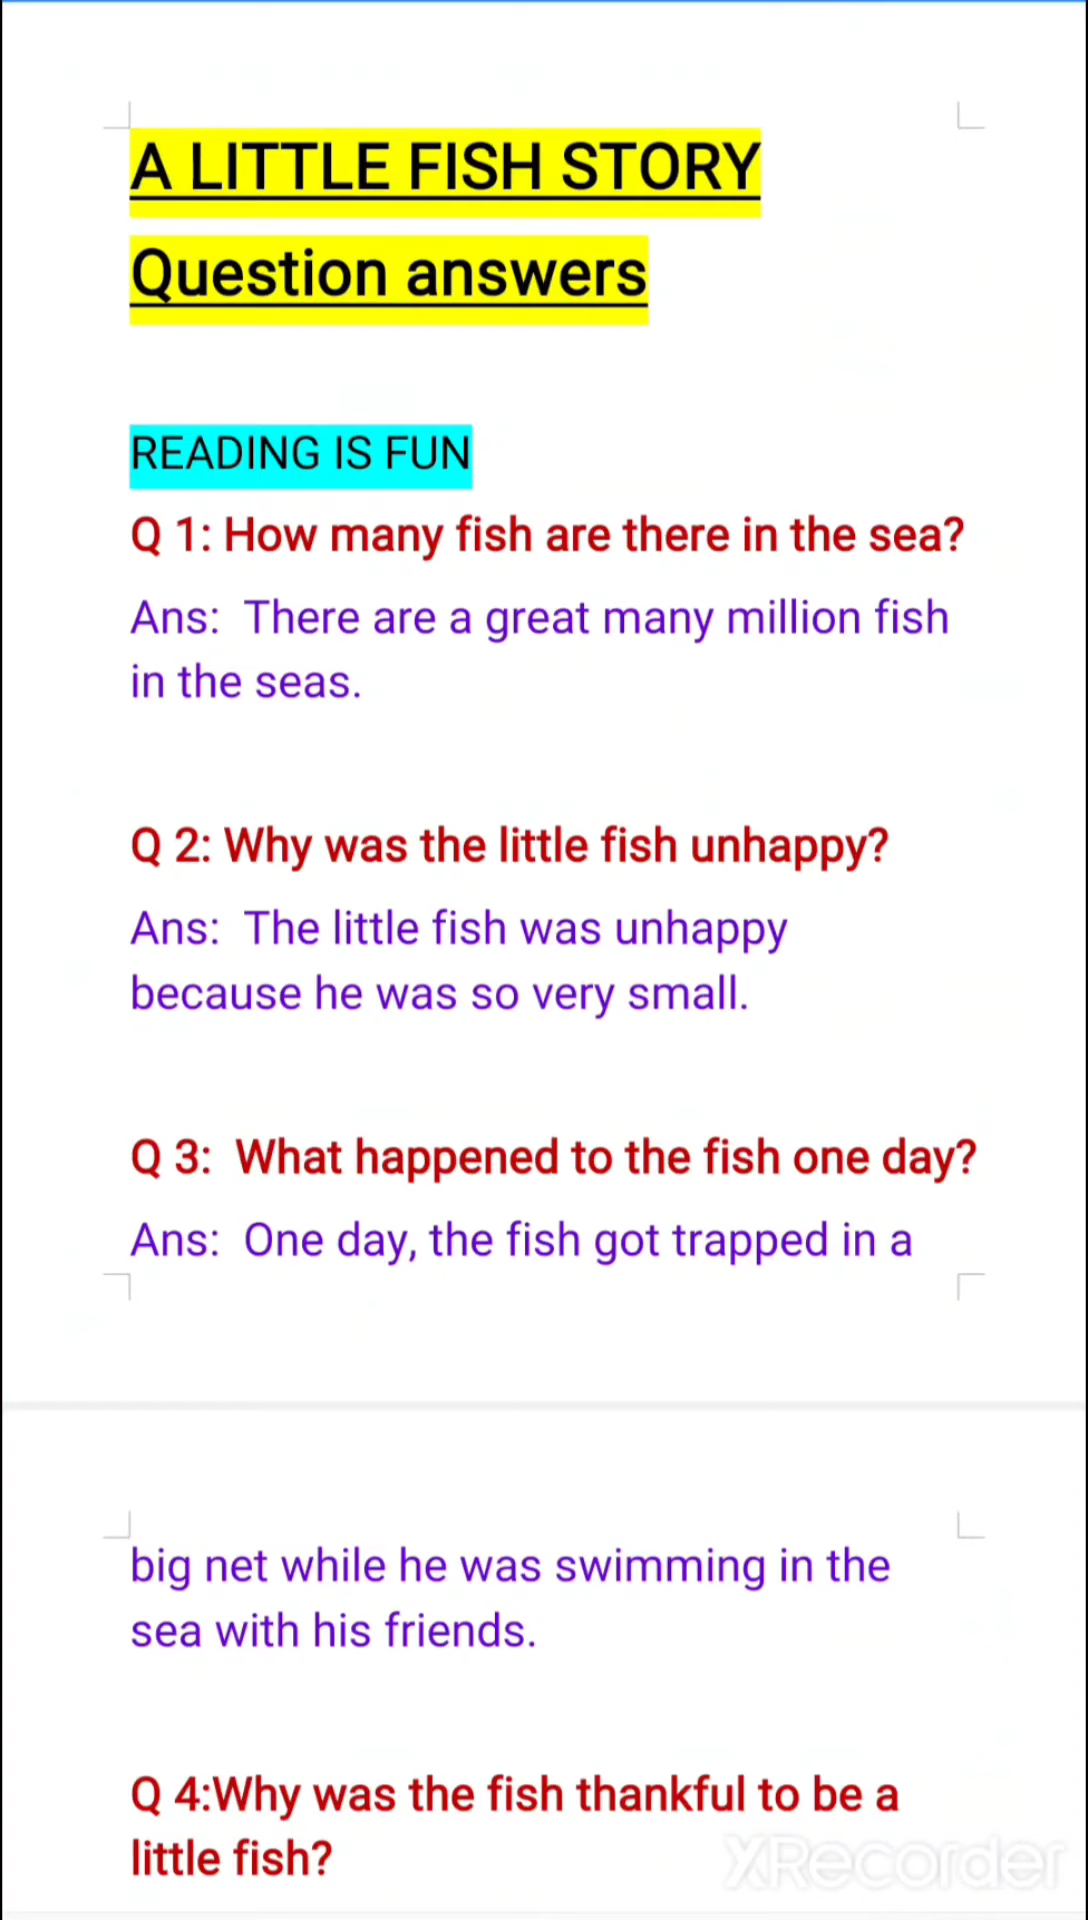 A LITTLE FISH STORY
Question answers
READING IS FUN
Q 1: How many fish are there in the sea?
Ans:  There are a great many million fish
in the seas.
Q 2: Why was the little fish unhappy?
Ans:  The little fish was unhappy
because he was so very small.
Q 3:  What happened to the fish one day?
Ans:  One day, the fish got trapped in a
big net while he was swimming in the
sea with his friends.
Q 4:Why was the fish thankful to be a
little fish?
XRecorder